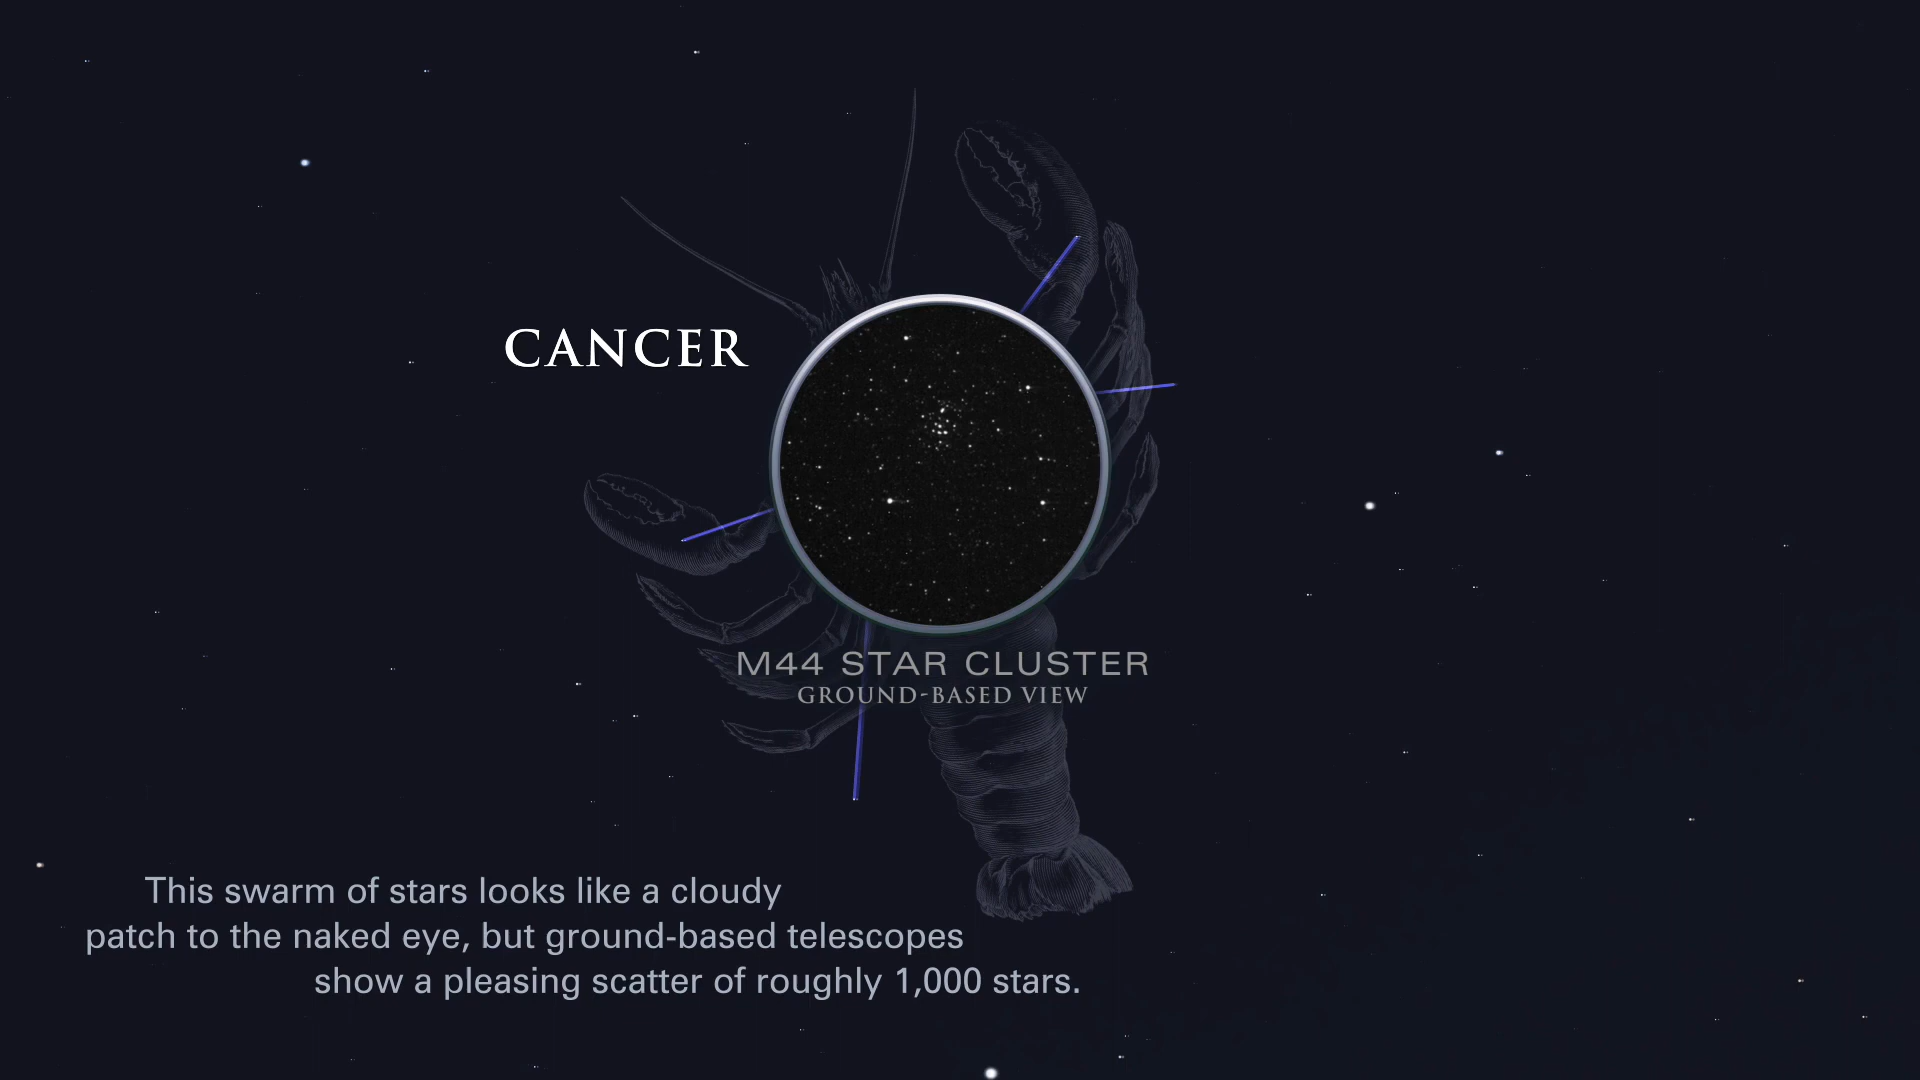 CANCER
M44 STAR CLUSTER
GROUND-BASED VIEW
This swarm of stars looks like a cloudy
patch to the naked eye, but ground-based telescopes
show a pleasing scatter of roughly 1,000 stars.